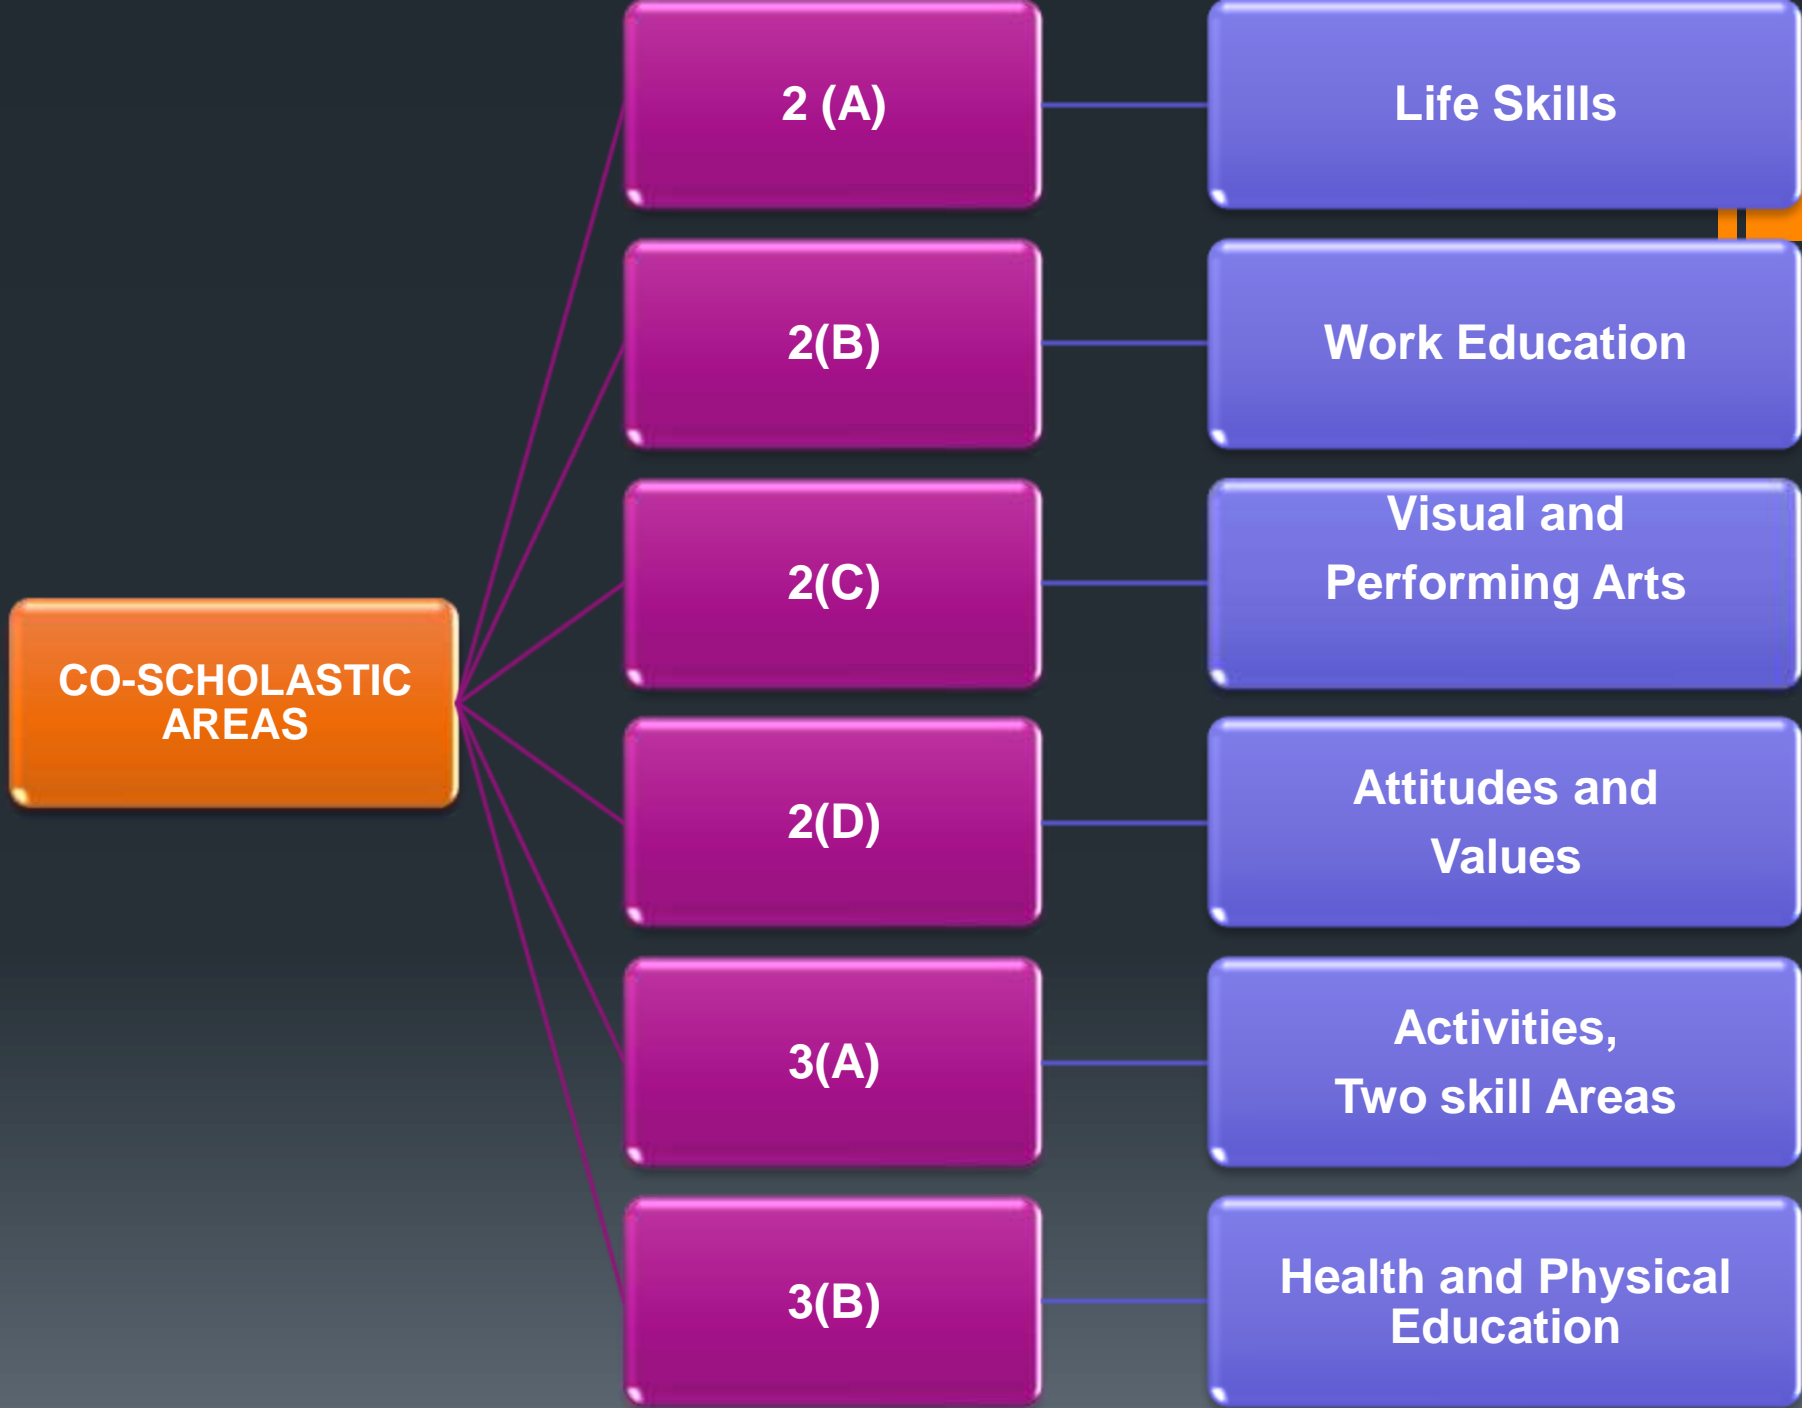 CO-SCHOLASTIC
AREAS
2 (A)
Life Skills
2(B)
Work Education
2(C)
Visual and
Performing Arts
2(D)
Attitudes and
Values
3(A)
Activities,
Two skill Areas
3(B)
Health and Physical
Education